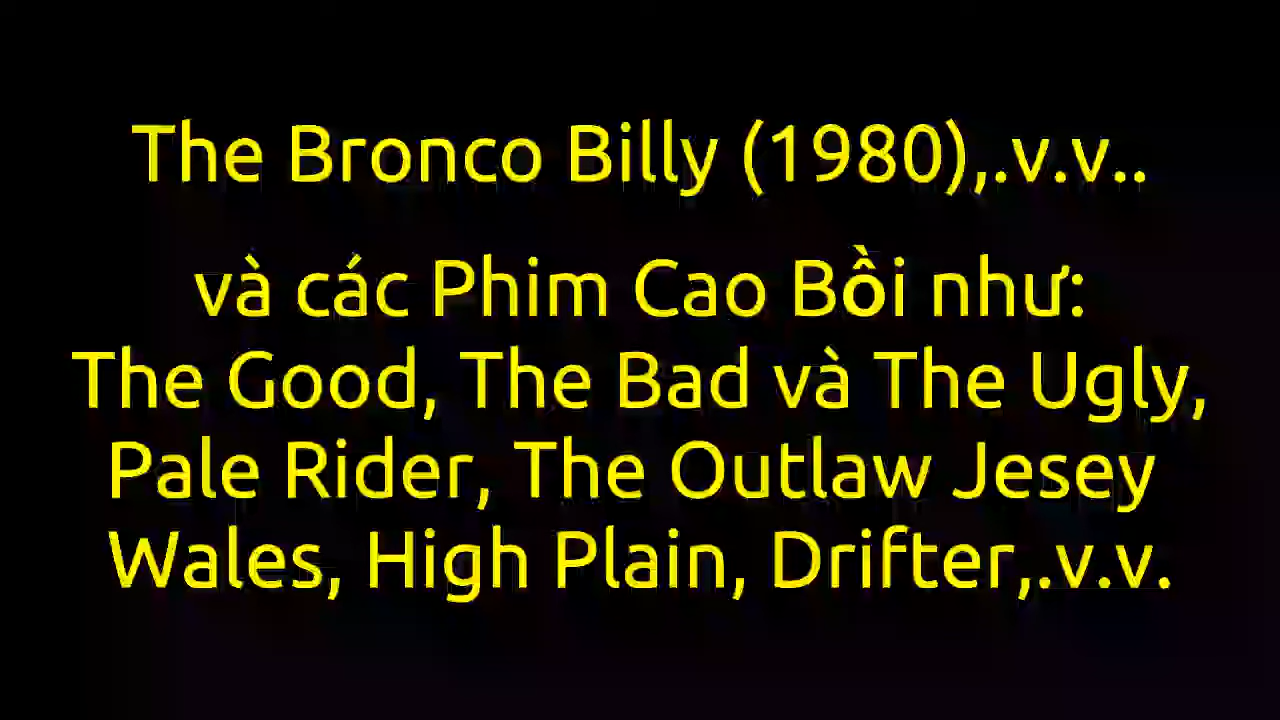 The Bronco Billy (1980),.v.v..
và các Phim Cao Bồi như:
The Good, The Bad và The Ugly,
Pale Rider, The Outlaw Jesey
Wales, High Plain, Drifter,.v.v.